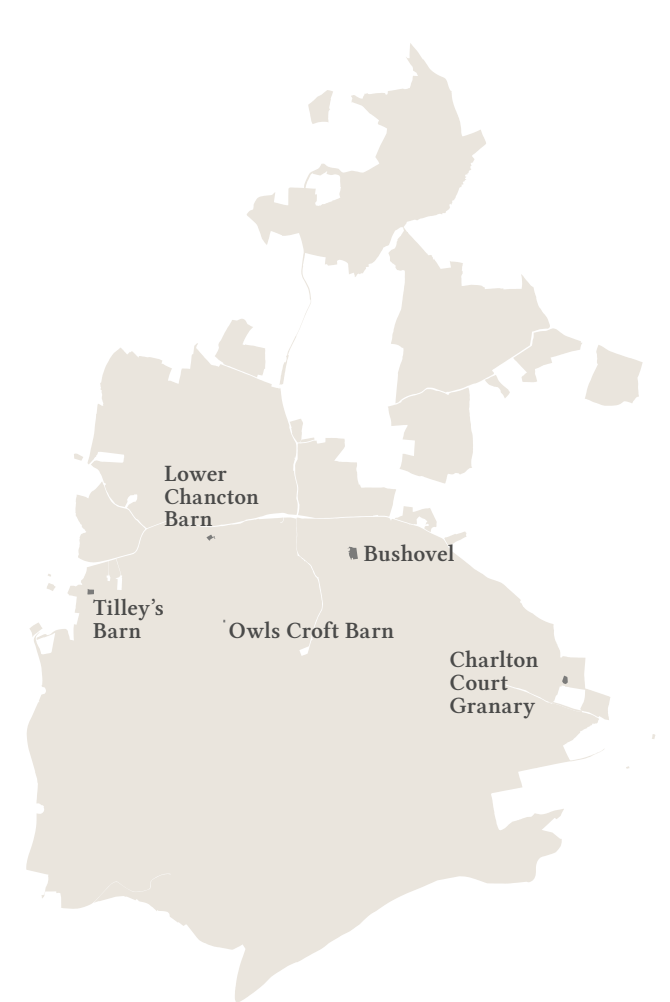 Lower
Chancton
Barn
Bushovel
Tilley’s
Barn
Owls Croft Barn
Charlton
Court
Granary